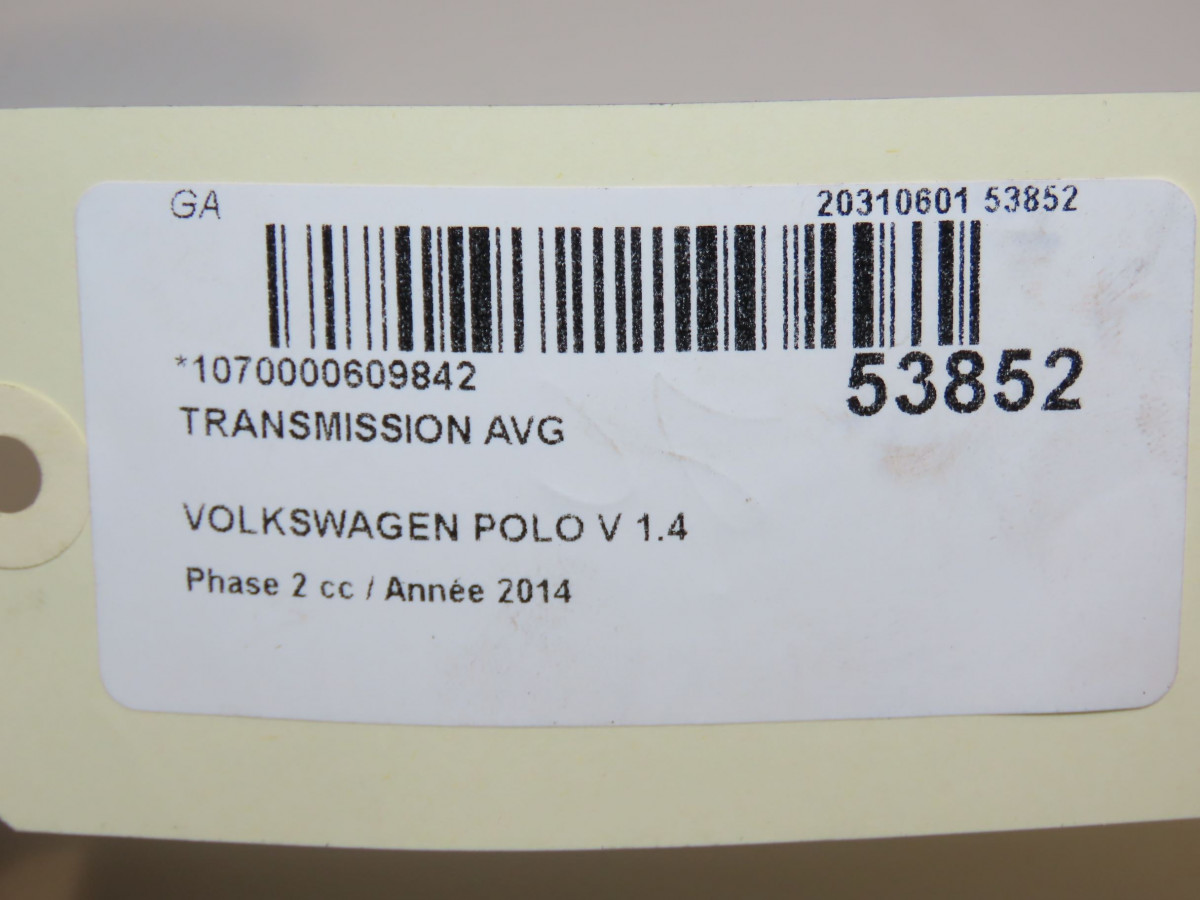 GA 20310601 53852
*1070000609842 53852
TRANSMISSION AVG
VOLKSWAGEN POLO V 1.4
Phase 2 cc / Année 2014